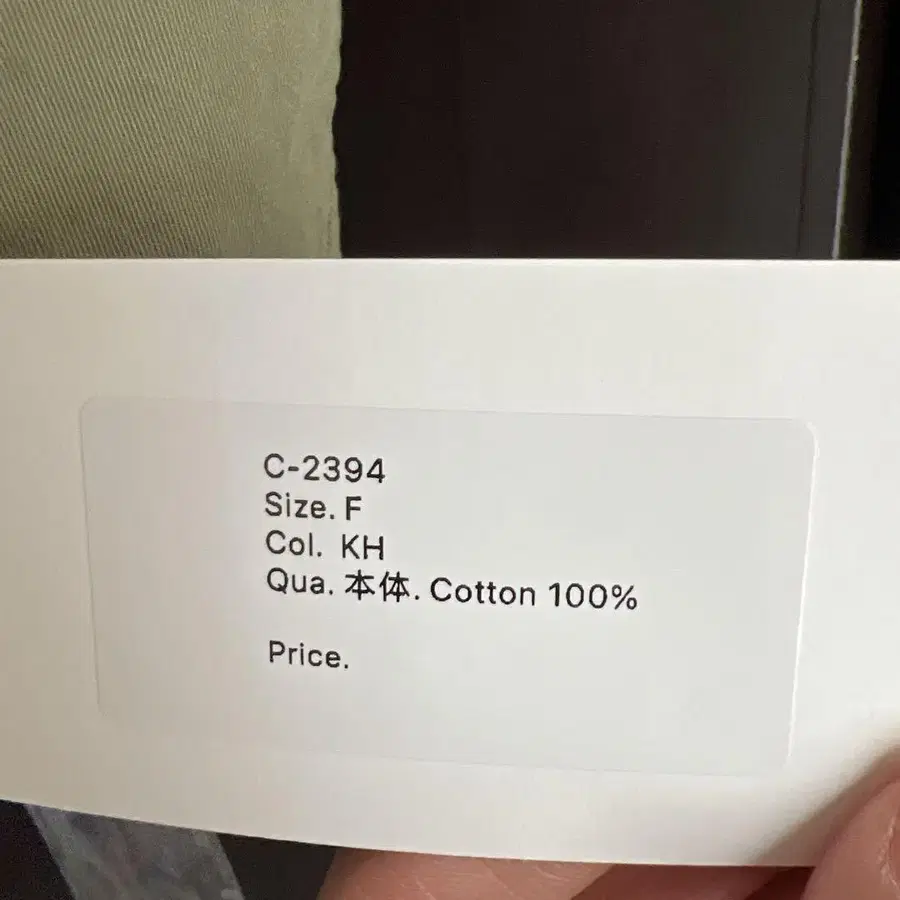 C-2394
Size. F
Col. KH
Qua. 本体. Cotton 100%
Price.